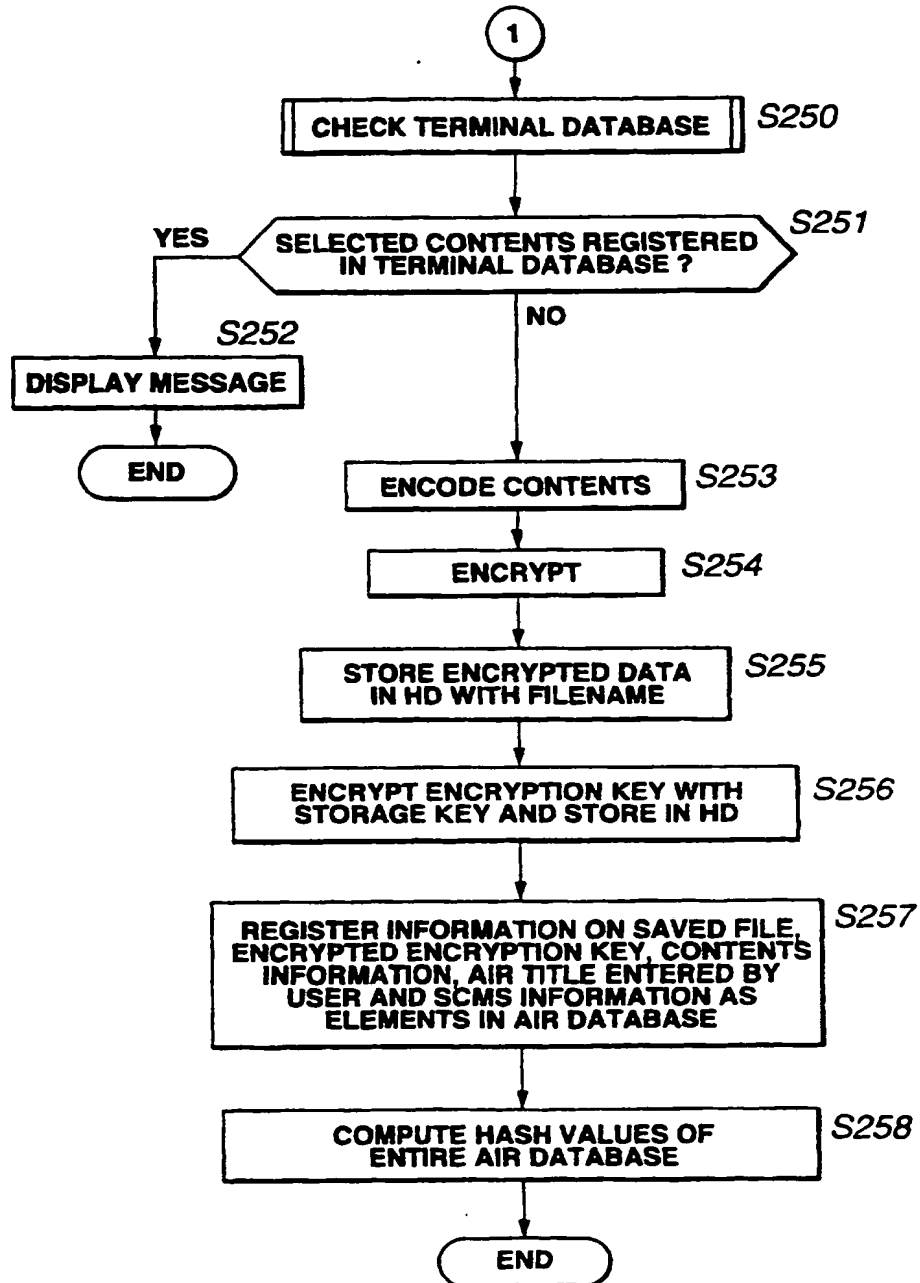 1
CHECK TERMINAL DATABASE
S250
SELECTED CONTENTS REGISTERED
IN TERMINAL DATABASE ?
S251
YES
NO
S252
DISPLAY MESSAGE
END
ENCODE CONTENTS
S253
ENCRYPT
S254
STORE ENCRYPTED DATA
IN HD WITH FILENAME
S255
ENCRYPT ENCRYPTION KEY WITH
STORAGE KEY AND STORE IN HD
S256
REGISTER INFORMATION ON SAVED FILE,
ENCRYPTED ENCRYPTION KEY, CONTENTS
INFORMATION, AIR TITLE ENTERED BY
USER AND SCMS INFORMATION AS
ELEMENTS IN AIR DATABASE
S257
COMPUTE HASH VALUES OF
ENTIRE AIR DATABASE
S258
END